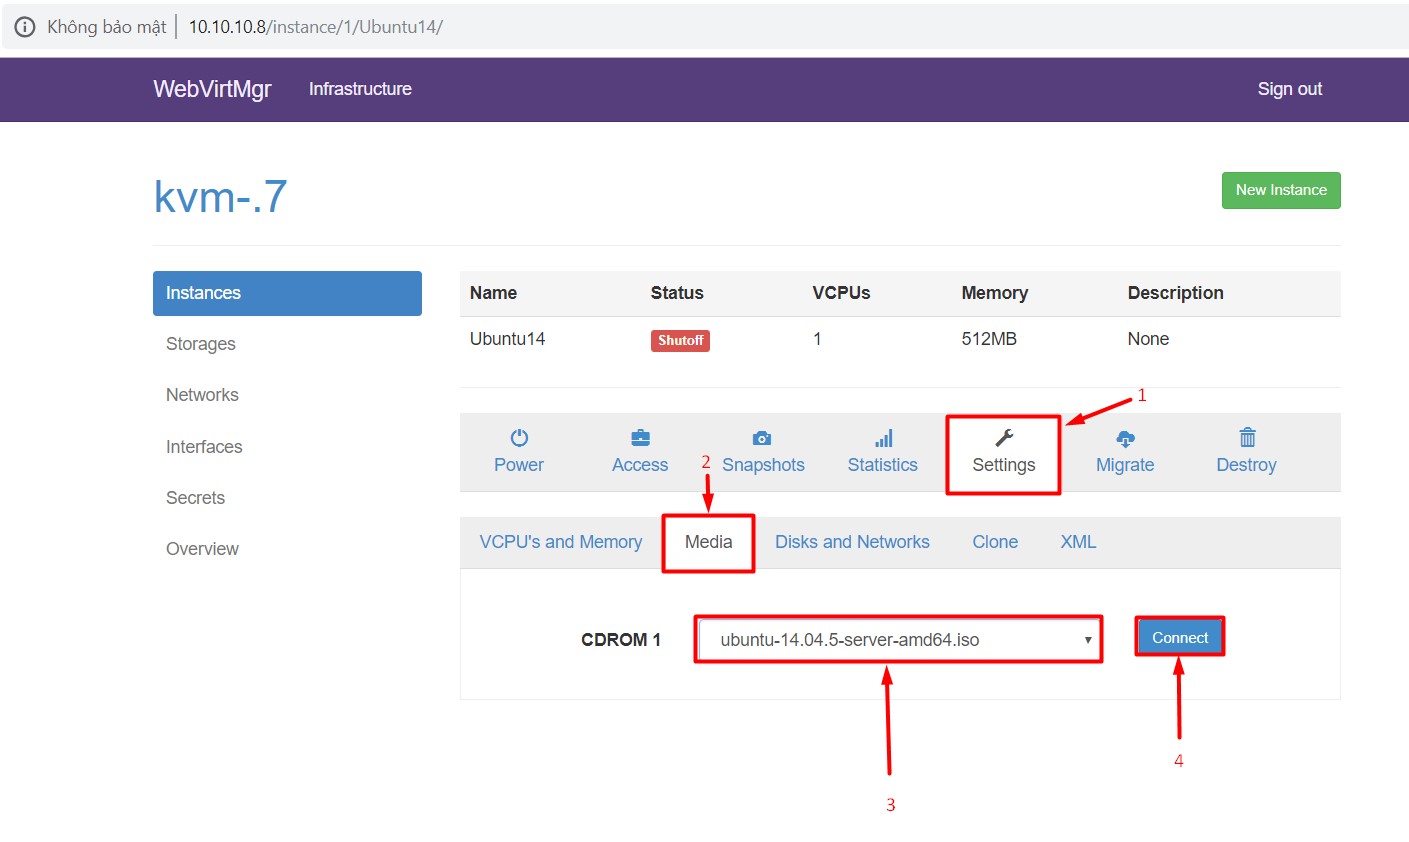 Không bảo mật 10.10.10.8/instance/1/Ubuntu14/
WebVirtMgr Infrastructure Sign out
kvm-.7
New Instance
Instances
Storages
Networks
Interfaces
Secrets
Overview
Name Status VCPUs Memory Description
Ubuntu14 Shutoff 1 512MB None
1
Power Access Snapshots Statistics Settings Migrate Destroy
2
VCPU's and Memory Media Disks and Networks Clone XML
CDROM 1 ubuntu-14.04.5-server-amd64.iso Connect
4
3